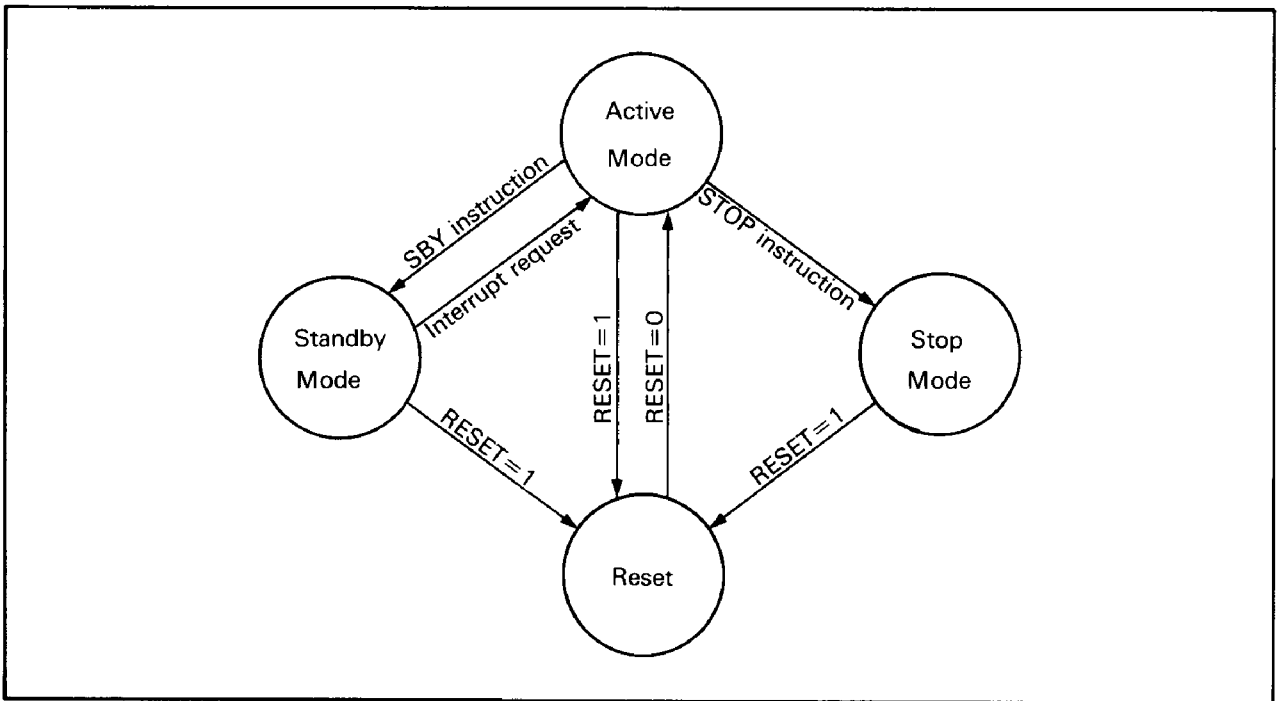 Active
Mode
SBY instruction
Interrupt request
STOP instruction
Standby
Mode
RESET=1
RESET=0
Stop
Mode
RESET=1
RESET=1
Reset